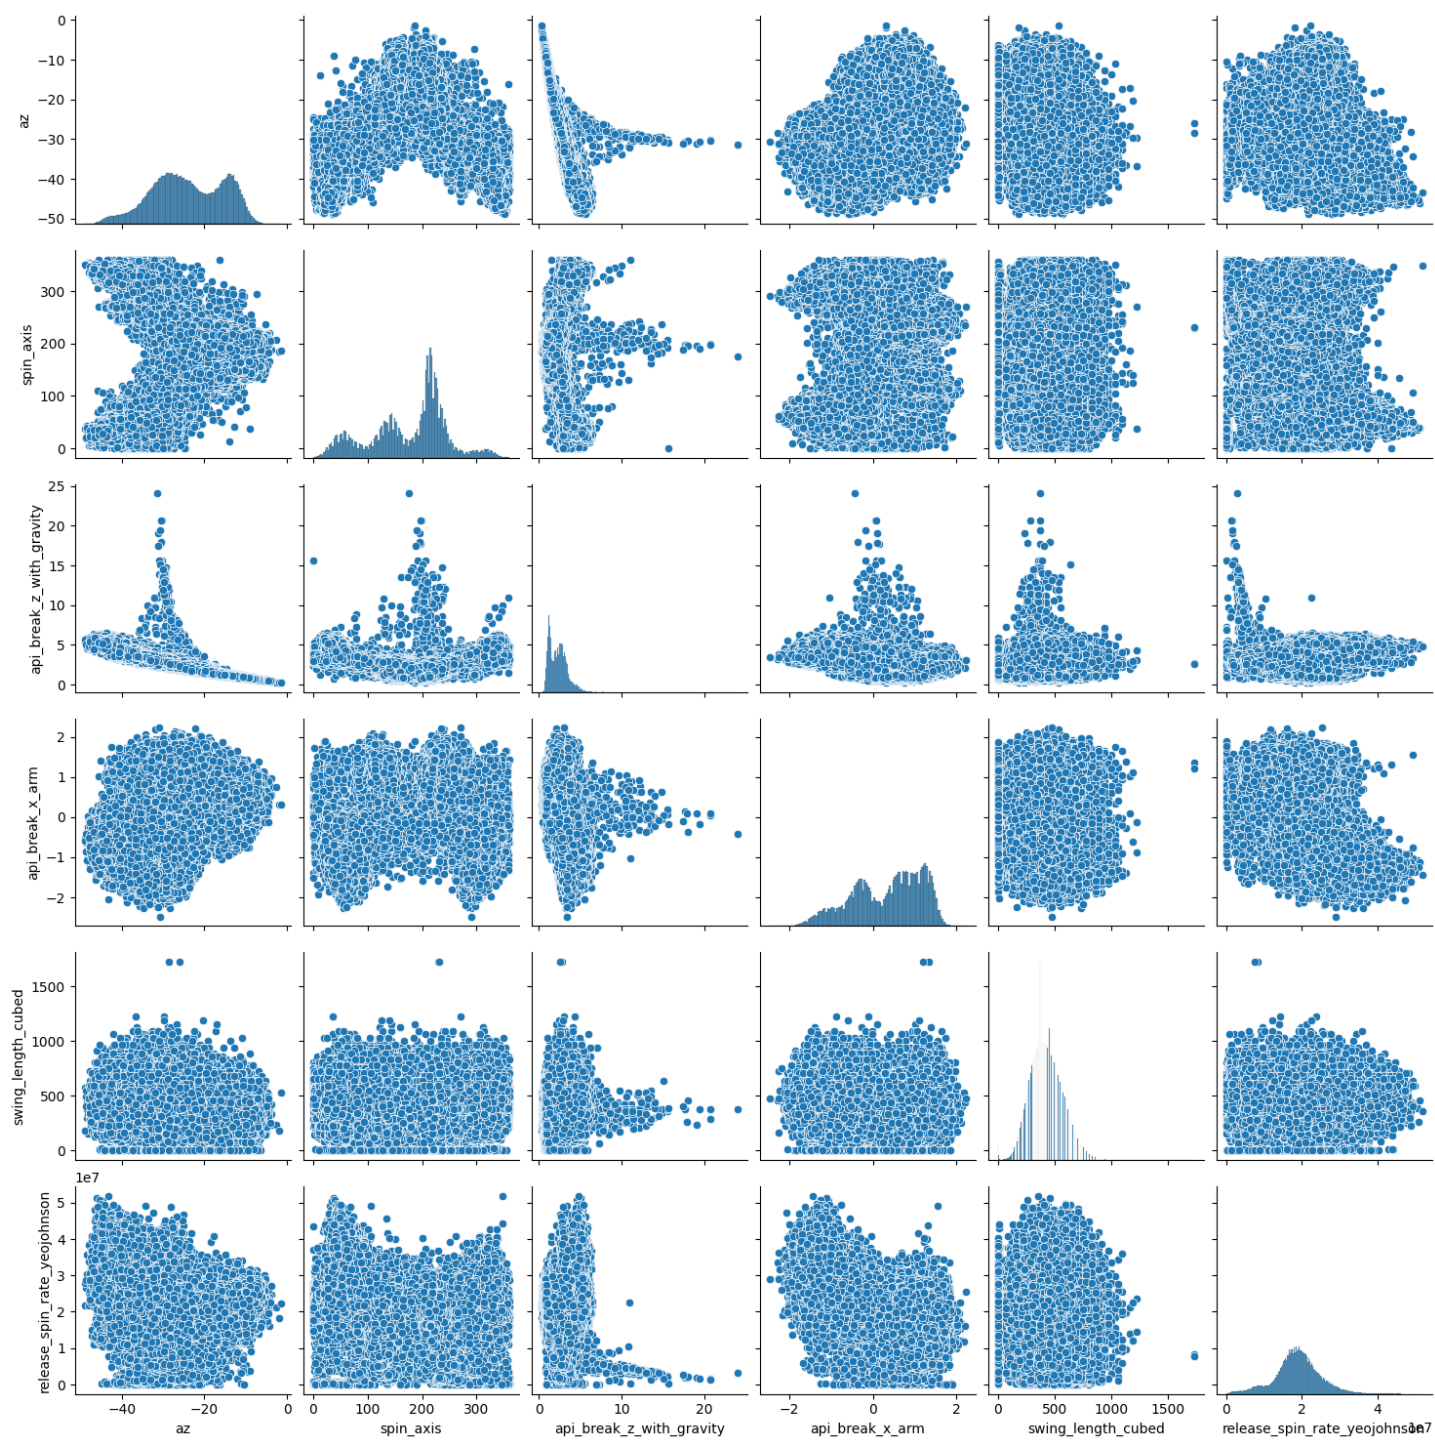 0
−10
−20
−30
−40
−50
az
300
200
100
0
spin_axis
25
20
15
10
5
0
api_break_z_with_gravity
2
1
0
−1
−2
api_break_x_arm
1500
1000
500
0
swing_length_cubed
1e7
5
4
3
2
1
0
release_spin_rate_yeojohnson
−40 −20 0
az
0 100 200 300
spin_axis
0 10 20
api_break_z_with_gravity
−2 0 2
api_break_x_arm
0 500 1000 1500
swing_length_cubed
0 2 4
release_spin_rate_yeojohnson
1e7